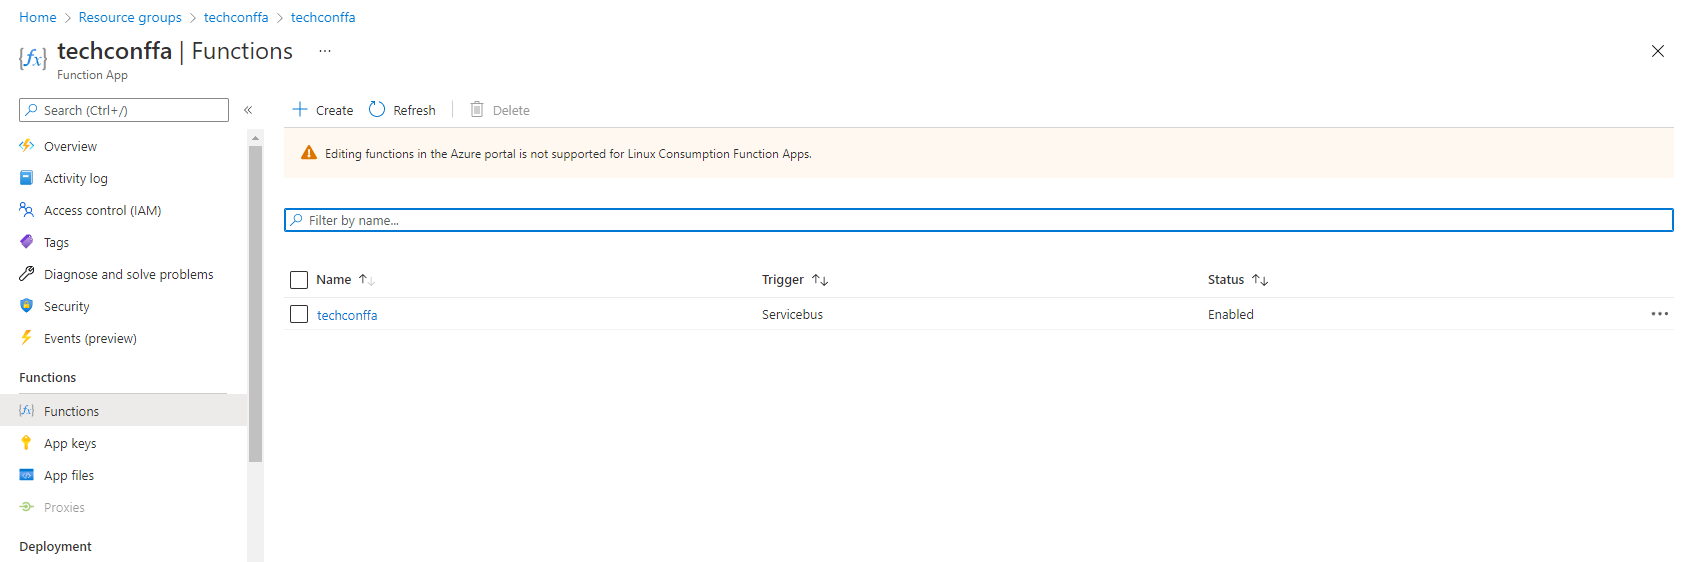 Home > Resource groups > techconffa > techconffa
techconffa | Functions ...
Function App
Search (Ctrl+/) «
Overview
Activity log
Access control (IAM)
Tags
Diagnose and solve problems
Security
Events (preview)
Functions
Functions
App keys
App files
Proxies
Deployment
Create Refresh Delete
Editing functions in the Azure portal is not supported for Linux Consumption Function Apps.
Filter by name...
Name Trigger Status
techconffa Servicebus Enabled ...